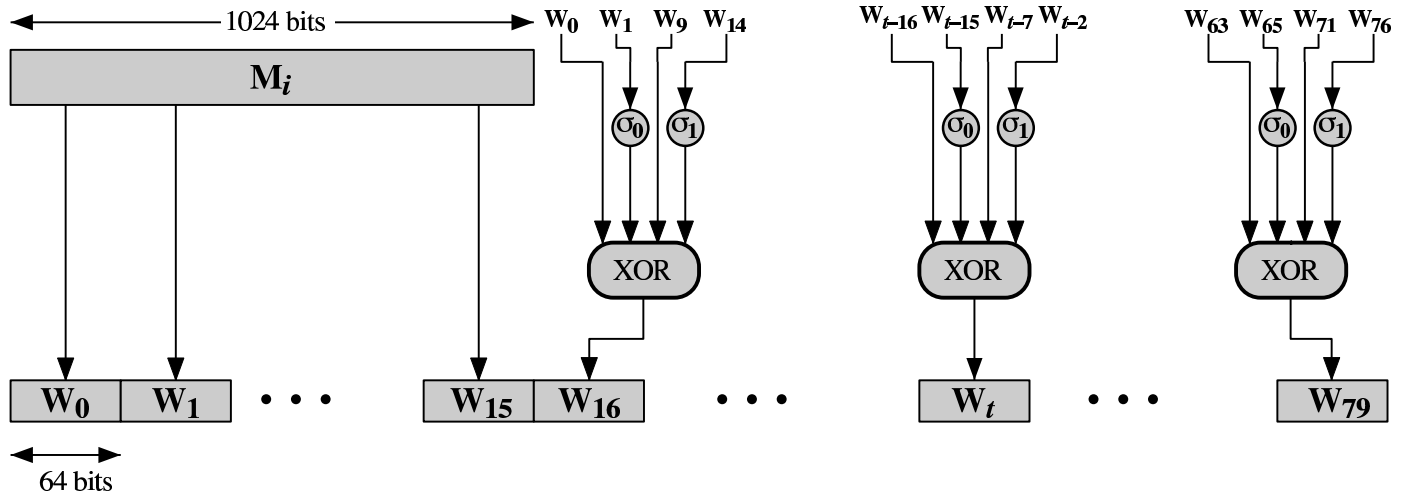 1024 bits W0 W1 W9 W14 Wt–16 Wt–15 Wt–7 Wt–2 W63 W65 W71 W76
Mi
σ0 σ1 σ0 σ1 σ0 σ1
XOR XOR XOR
W0 W1 • • • W15 W16 • • • Wt • • • W79
64 bits